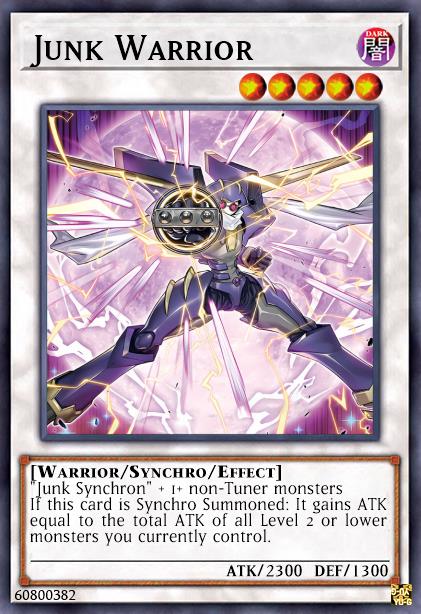 Junk Warrior
DARK
闇
[Warrior/Synchro/Effect]
"Junk Synchron" + 1+ non-Tuner monsters
If this card is Synchro Summoned: It gains ATK
equal to the total ATK of all Level 2 or lower
monsters you currently control.
ATK/2300 DEF/1300
60800382